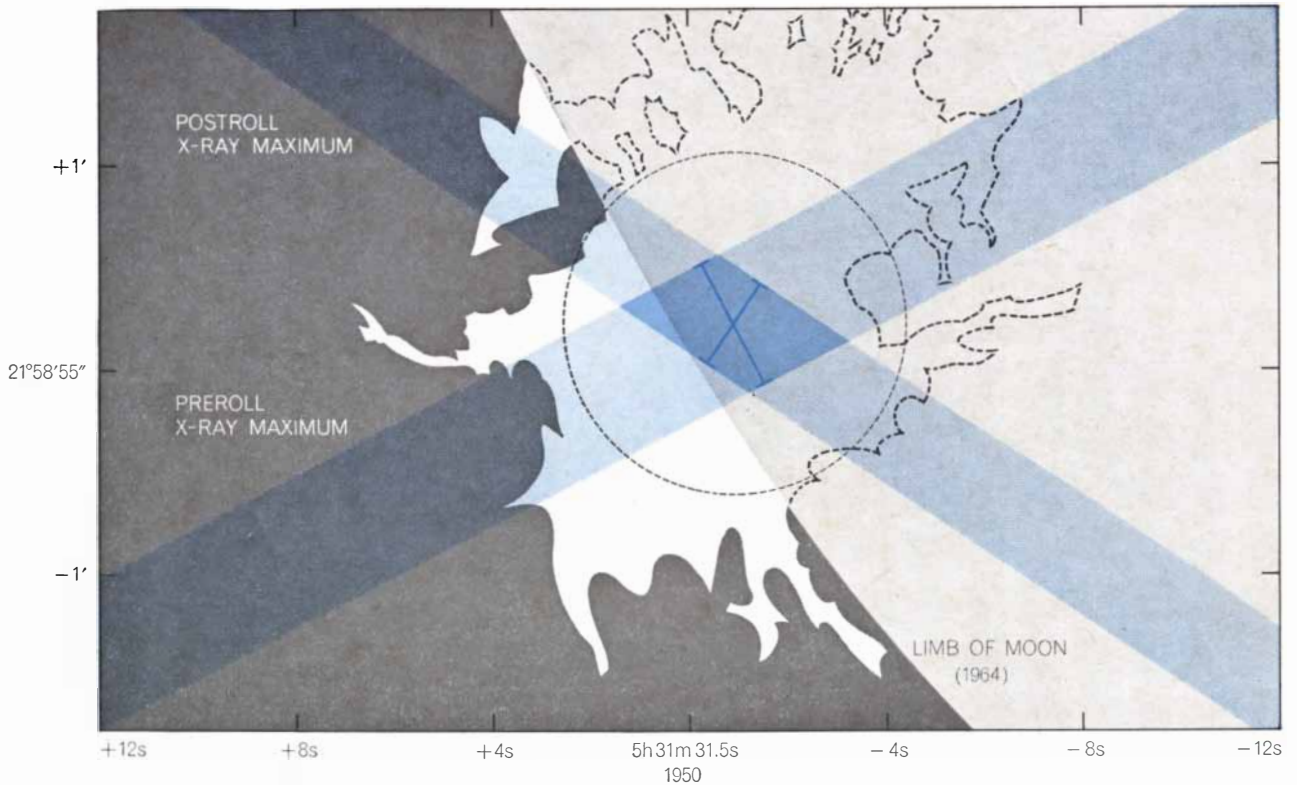 POSTROLL
X-RAY MAXIMUM
+1′
21°58′55″
PREROLL
X-RAY MAXIMUM
−1′
LIMB OF MOON
(1964)
+12s
+8s
+4s
5h 31m 31.5s
− 4s
− 8s
−12s
1950